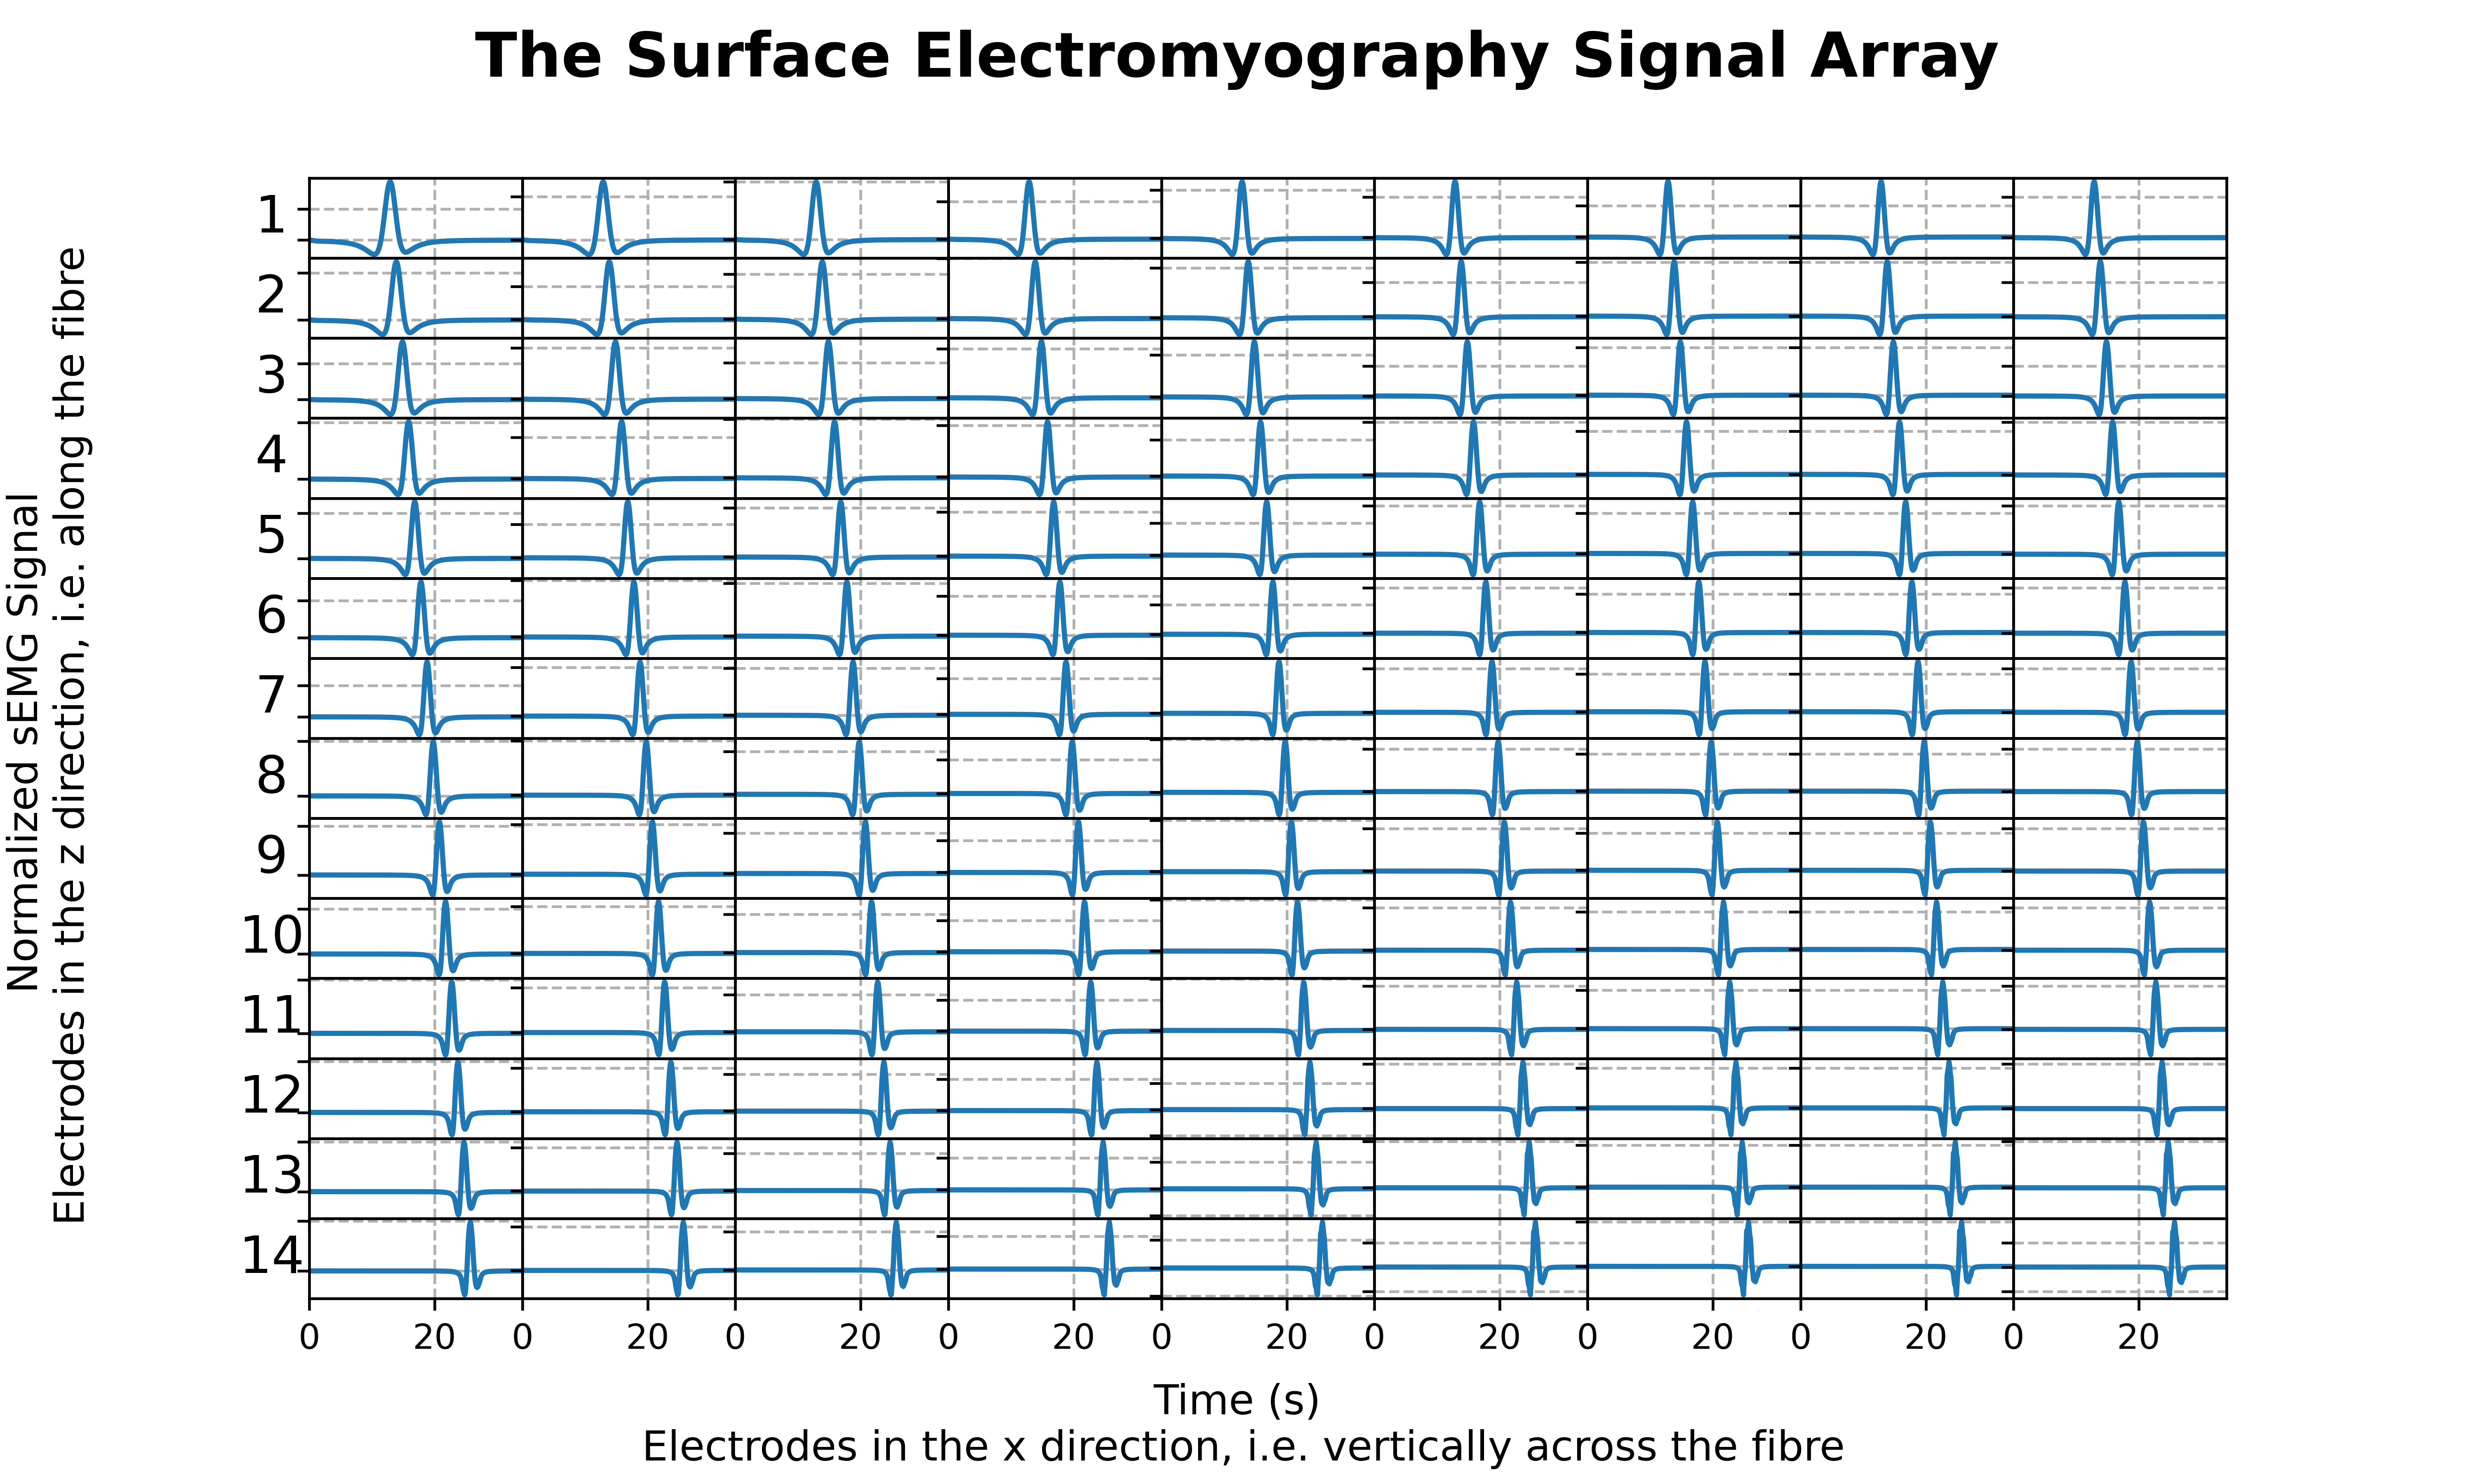 The Surface Electromyography Signal Array
Normalized sEMG Signal
Electrodes in the z direction, i.e. along the fibre
1
2
3
4
5
6
7
8
9
10
11
12
13
14
0 20 0 20 0 20 0 20 0 20 0 20 0 20 0 20 0 20
Time (s)
Electrodes in the x direction, i.e. vertically across the fibre